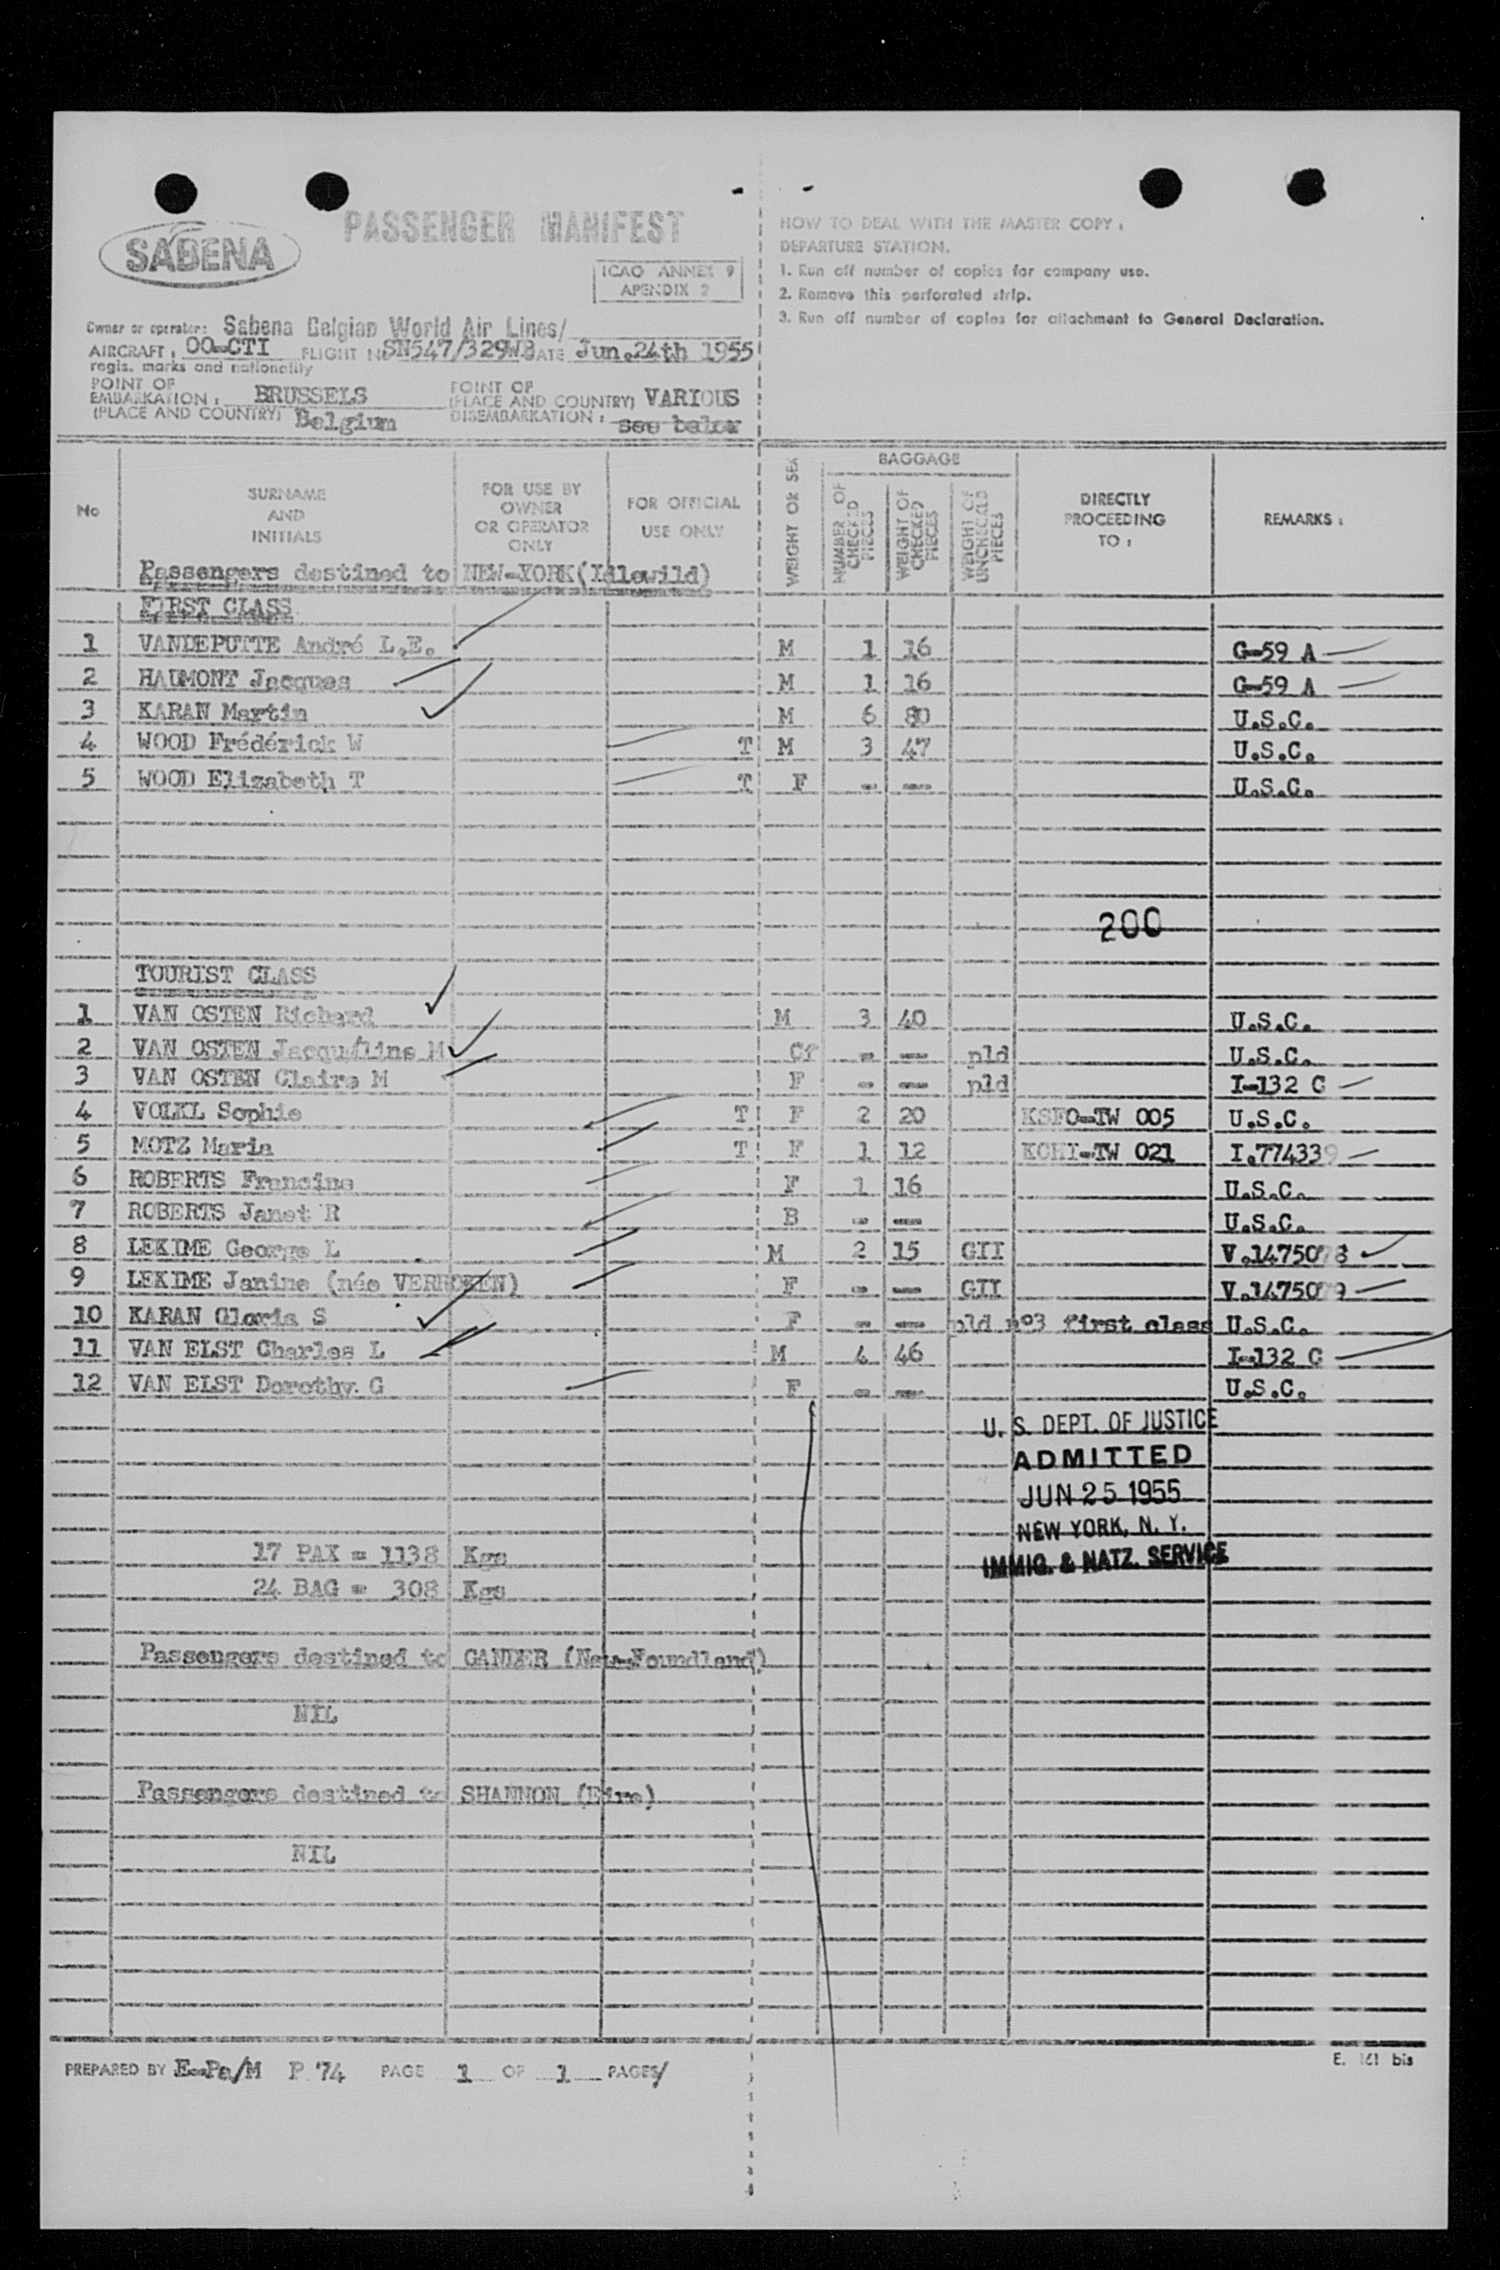 SABENA
PASSENGER MANIFEST
ICAO ANNEX 9
APENDIX 2
HOW TO DEAL WITH THE MASTER COPY :
DEPARTURE STATION.
1. Run off number of copies for company use.
2. Remove this perforated strip.
3. Run off number of copies for attachment to General Declaration.
Owner or operator: Sabena Belgian World Air Lines/
AIRCRAFT : OO-CTI FLIGHT N SN547/329WB DATE Jun.24th 1955
regis. marks and nationality
POINT OF EMBARKATION : BRUSSELS
(PLACE AND COUNTRY) Belgium
POINT OF (PLACE AND COUNTRY) VARIOUS
DISEMBARKATION : see below
No
SURNAME AND INITIALS
FOR USE BY OWNER OR OPERATOR ONLY
FOR OFFICIAL USE ONLY
WEIGHT OR SEX
BAGGAGE
NUMBER OF CHECKED PIECES
WEIGHT OF CHECKED PIECES
WEIGHT OF UNCHECKED PIECES
DIRECTLY PROCEEDING TO :
REMARKS :
Passengers destined to NEW-YORK(Idlewild)
FIRST CLASS
1 VANDEPUTTE André L.E. M 1 16 G-59 A
2 HAUMONT Jacques M 1 16 G-59 A
3 KARAN Martin M 6 80 U.S.C.
4 WOOD Frédérick W T M 3 47 U.S.C.
5 WOOD Elizabeth T T F - -- U.S.C.
200
TOURIST CLASS
1 VAN OSTEN Richard M 3 40 U.S.C.
2 VAN OSTEN Jacquéline M - -- pld U.S.C.
3 VAN OSTEN Claire M F - -- pld I-132 C
4 VOLKL Sophie T F 2 20 KSFO-TW 005 U.S.C.
5 MOTZ Maria T F 1 12 KCHI-TW 021 I.774339
6 ROBERTS Francine F 1 16 U.S.C.
7 ROBERTS Janet R B - -- U.S.C.
8 LEKIME George L M 2 15 GII V.1475078
9 LEKIME Janine (née VERHOEEN) F - -- GII V.1475079
10 KARAN Gloria S F - -- pld n°3 first class U.S.C.
11 VAN ELST Charles L M 4 46 I-132 C
12 VAN ELST Dorothy G F - -- U.S.C.
U. S. DEPT. OF JUSTICE
ADMITTED
JUN 25 1955
NEW YORK, N. Y.
IMMIG. & NATZ. SERVICE
17 PAX = 1138 Kgs
24 BAG = 308 Kgs
Passengers destined to GANDER (New-Foundland)
NIL
Passengers destined to SHANNON (Eire)
NIL
PREPARED BY E-Pe/M P 74 PAGE 1 OF 1 PAGES/
E. 161 bis